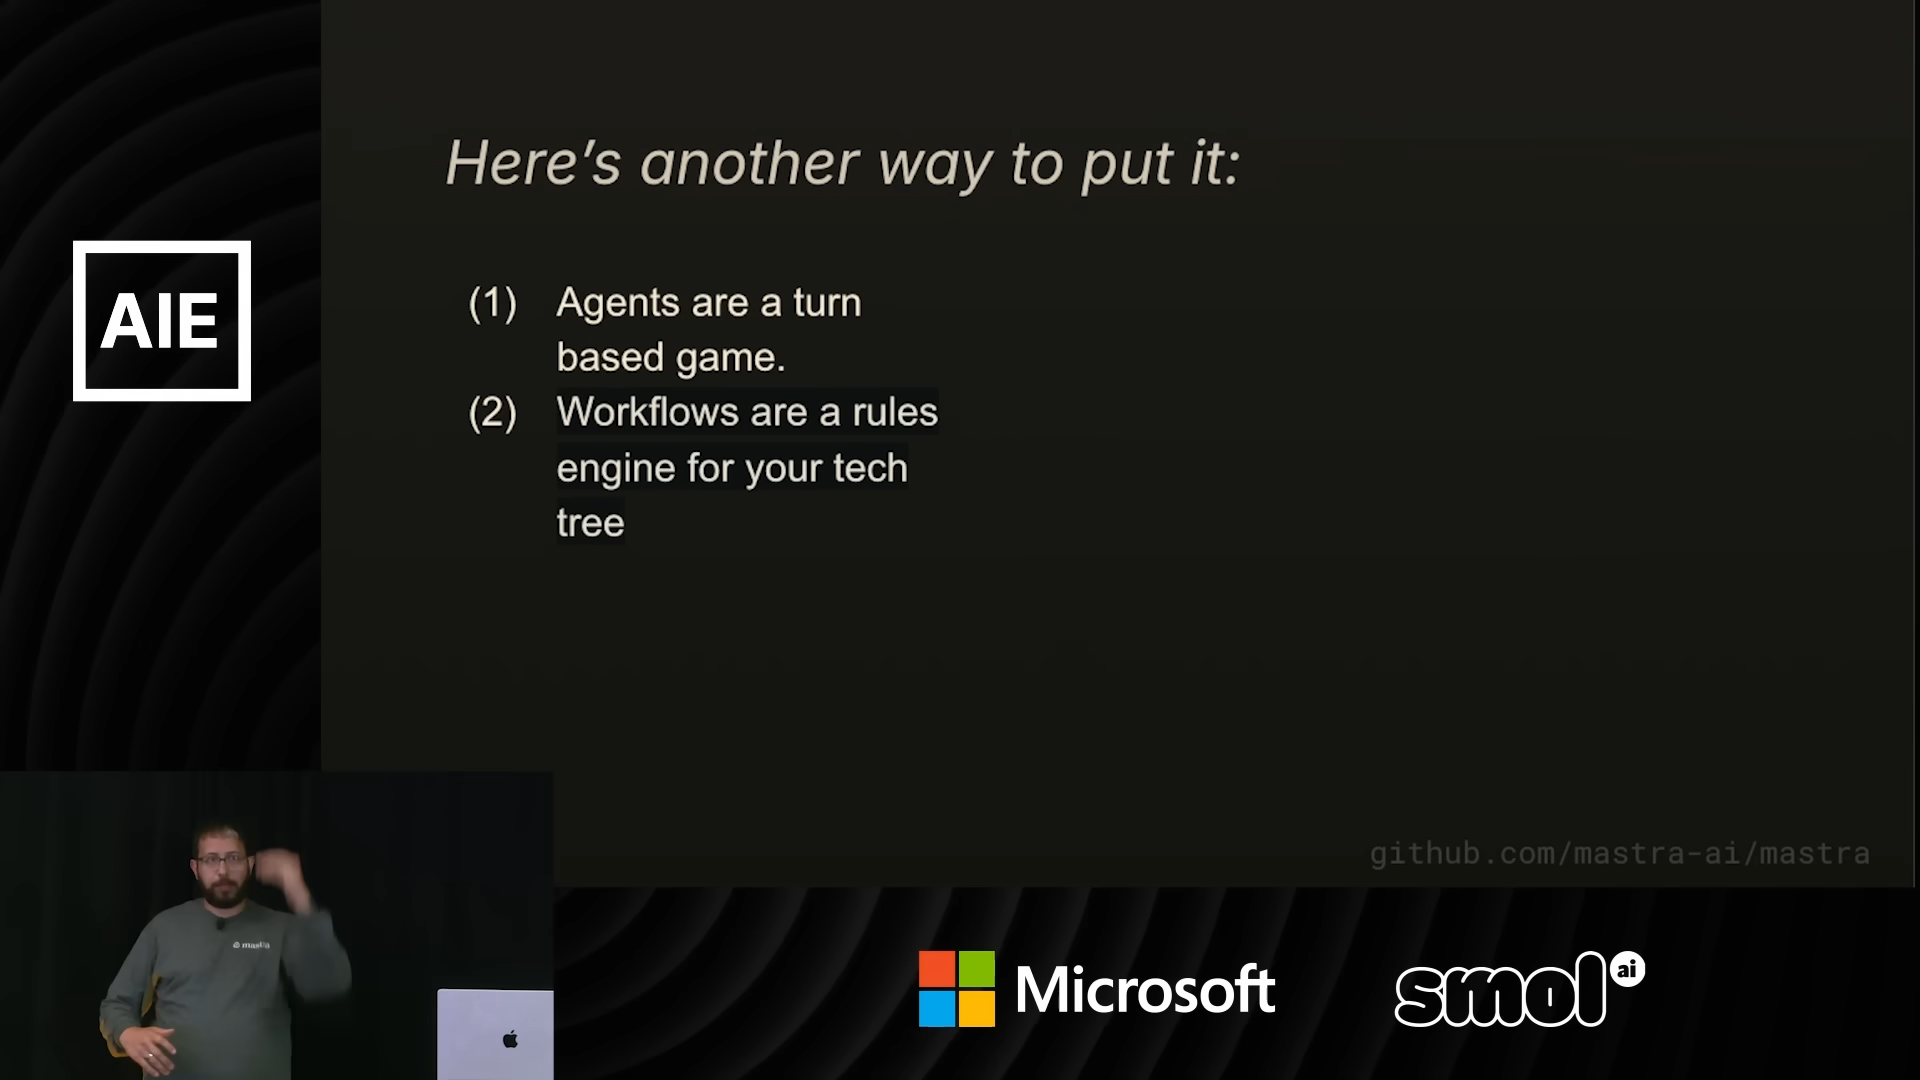 Here’s another way to put it:
AIE
(1) Agents are a turn
based game.
(2) Workflows are a rules
engine for your tech
tree
github.com/mastra-ai/mastra
mastra
Microsoft
smol ai